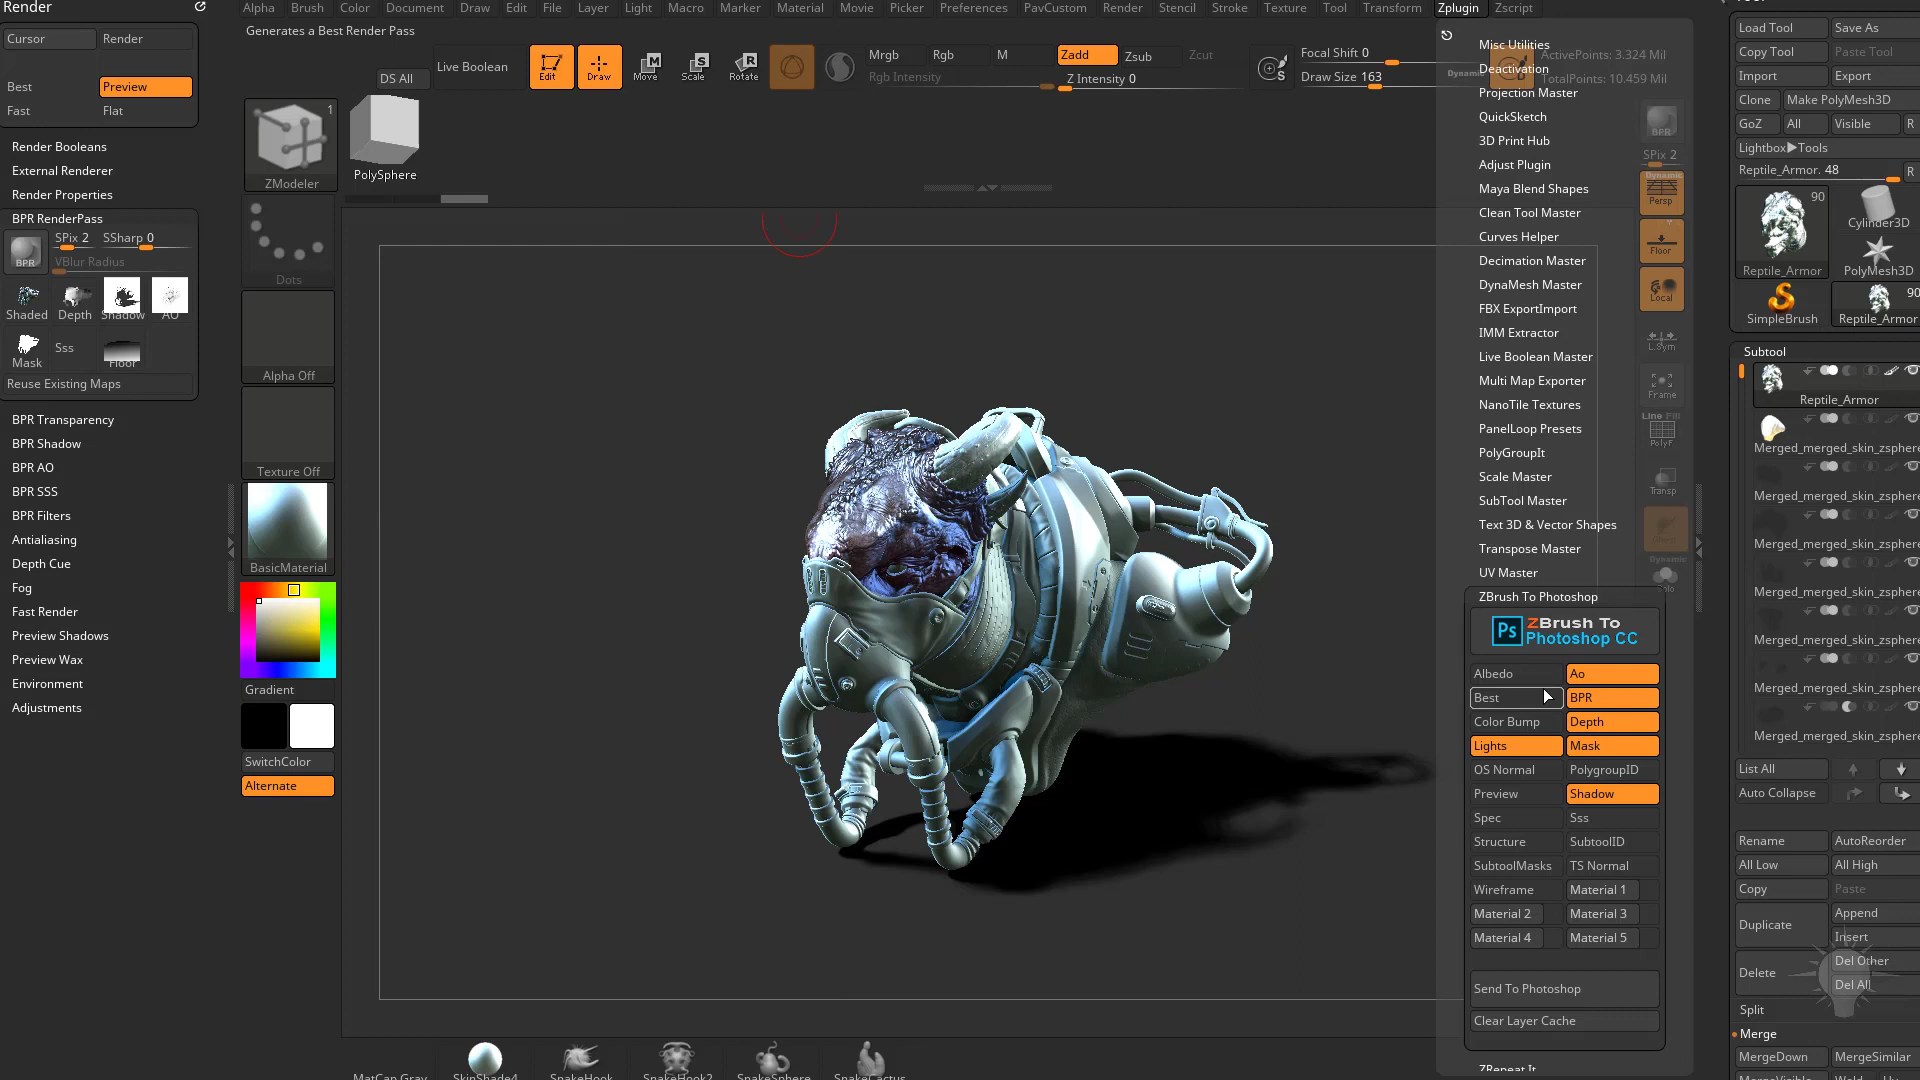 Render
Alpha Brush Color Document Draw Edit File Layer Light Macro Marker Material Movie Picker Preferences PavCustom Render Stencil Stroke Texture Tool Transform Zplugin Zscript
Generates a Best Render Pass
Cursor Render
Best Preview
Fast Flat
Render Booleans
External Renderer
Render Properties
BPR RenderPass
BPR
SPix 2 SSharp 0
VBlur Radius
Shaded Depth Shadow AO
Mask Sss Floor
Reuse Existing Maps
BPR Transparency
BPR Shadow
BPR AO
BPR SSS
BPR Filters
Antialiasing
Depth Cue
Fog
Fast Render
Preview Shadows
Preview Wax
Environment
Adjustments
DS All
Live Boolean
Edit Draw Move Scale Rotate
Mrgb Rgb M
Rgb Intensity
Zadd Zsub Zcut
Z Intensity 0
Focal Shift 0
Draw Size 163
Dynamic
ActivePoints: 3.324 Mil
TotalPoints: 10.459 Mil
1
ZModeler
PolySphere
Dots
Alpha Off
Texture Off
BasicMaterial
Gradient
SwitchColor
Alternate
Misc Utilities
Deactivation
Projection Master
QuickSketch
3D Print Hub
Adjust Plugin
Maya Blend Shapes
Clean Tool Master
Curves Helper
Decimation Master
DynaMesh Master
FBX ExportImport
IMM Extractor
Live Boolean Master
Multi Map Exporter
NanoTile Textures
PanelLoop Presets
PolyGroupIt
Scale Master
SubTool Master
Text 3D & Vector Shapes
Transpose Master
UV Master
ZBrush To Photoshop
Ps ZBrush To
Photoshop CC
Albedo Ao
Best BPR
Color Bump Depth
Lights Mask
OS Normal PolygroupID
Preview Shadow
Spec Sss
Structure SubtoolID
SubtoolMasks TS Normal
Wireframe Material 1
Material 2 Material 3
Material 4 Material 5
Send To Photoshop
Clear Layer Cache
ZRepeat It
BPR
SPix 2
Dynamic
Persp
Floor
Local
L.Sym
Frame
Line Fill
PolyF
Transp
Dynamic
Solo
Load Tool Save As
Copy Tool Paste Tool
Import Export
Clone Make PolyMesh3D
GoZ All Visible R
Lightbox▶Tools
Reptile_Armor. 48 R
90
Reptile_Armor
Cylinder3D
PolyMesh3D
SimpleBrush
90
Reptile_Armor
Subtool
Reptile_Armor
Merged_merged_skin_zsphere
Merged_merged_skin_zsphere
Merged_merged_skin_zsphere
Merged_merged_skin_zsphere
Merged_merged_skin_zsphere
Merged_merged_skin_zsphere
Merged_merged_skin_zsphere
List All
Auto Collapse
Rename AutoReorder
All Low All High
Copy Paste
Duplicate Append
Insert
Delete Del Other
Del All
Split
Merge
MergeDown MergeSimilar
MatCap Gray SkinShade4 SnakeHook SnakeHook2 SnakeSphere SnakeCactus